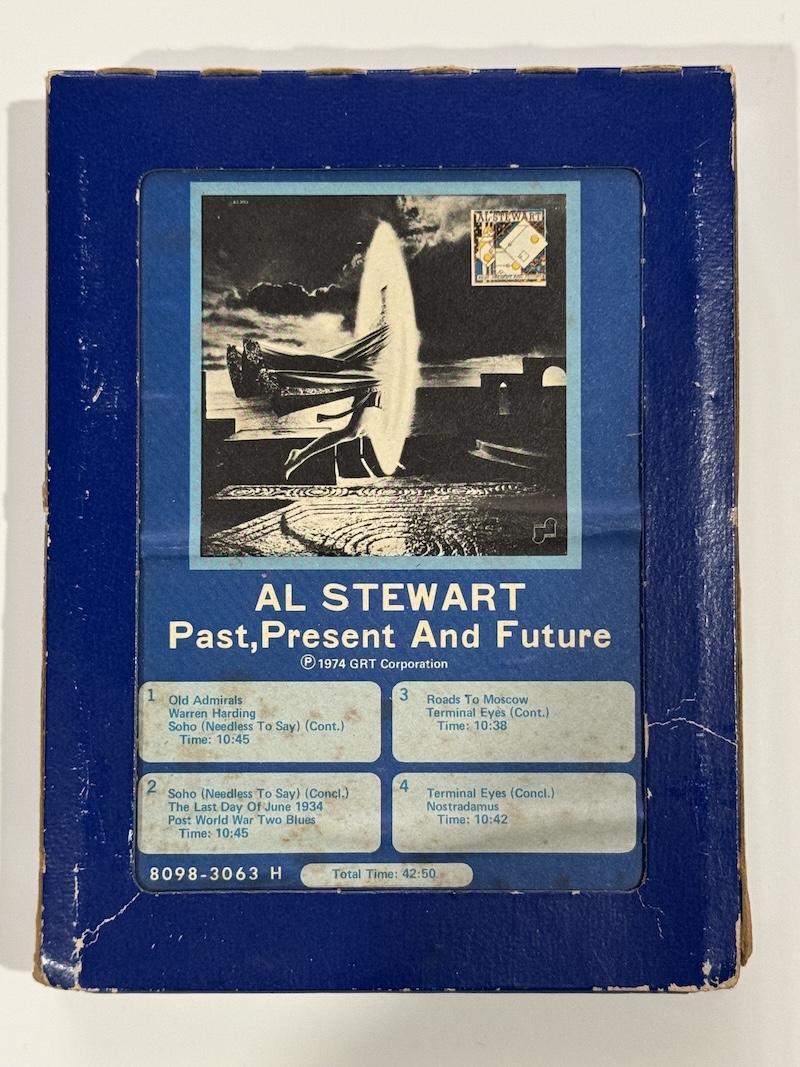 AL STEWART
AL STEWART
Past,Present And Future
Ⓟ 1974 GRT Corporation
1
Old Admirals
Warren Harding
Soho (Needless To Say) (Cont.)
Time: 10:45
2
Soho (Needless To Say) (Concl.)
The Last Day Of June 1934
Post World War Two Blues
Time: 10:45
3
Roads To Moscow
Terminal Eyes (Cont.)
Time: 10:38
4
Terminal Eyes (Concl.)
Nostradamus
Time: 10:42
8098-3063 H
Total Time: 42:50